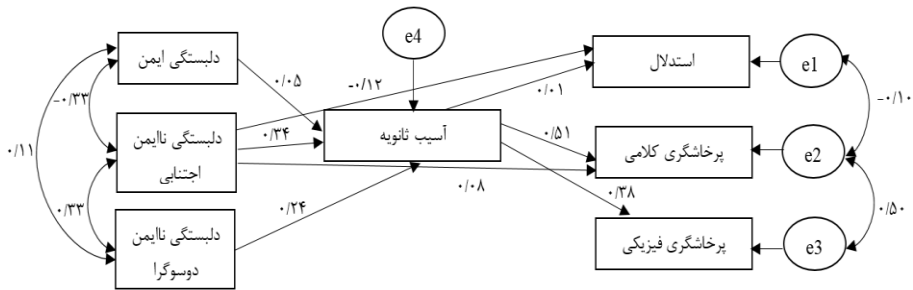 e4
دلبستگی ایمن
استدلال
e1
۰/۰۵
-۰/۱۲
۰/۰۱
-۰/۳۳
-۰/۱۰
دلبستگی ناایمن
اجتنابی
۰/۳۴
آسیب ثانویه
۰/۵۱
پرخاشگری کلامی
e2
۰/۱۱
۰/۰۸
۰/۳۸
۰/۳۳
۰/۲۴
۰/۵۰
دلبستگی ناایمن
دوسوگرا
پرخاشگری فیزیکی
e3